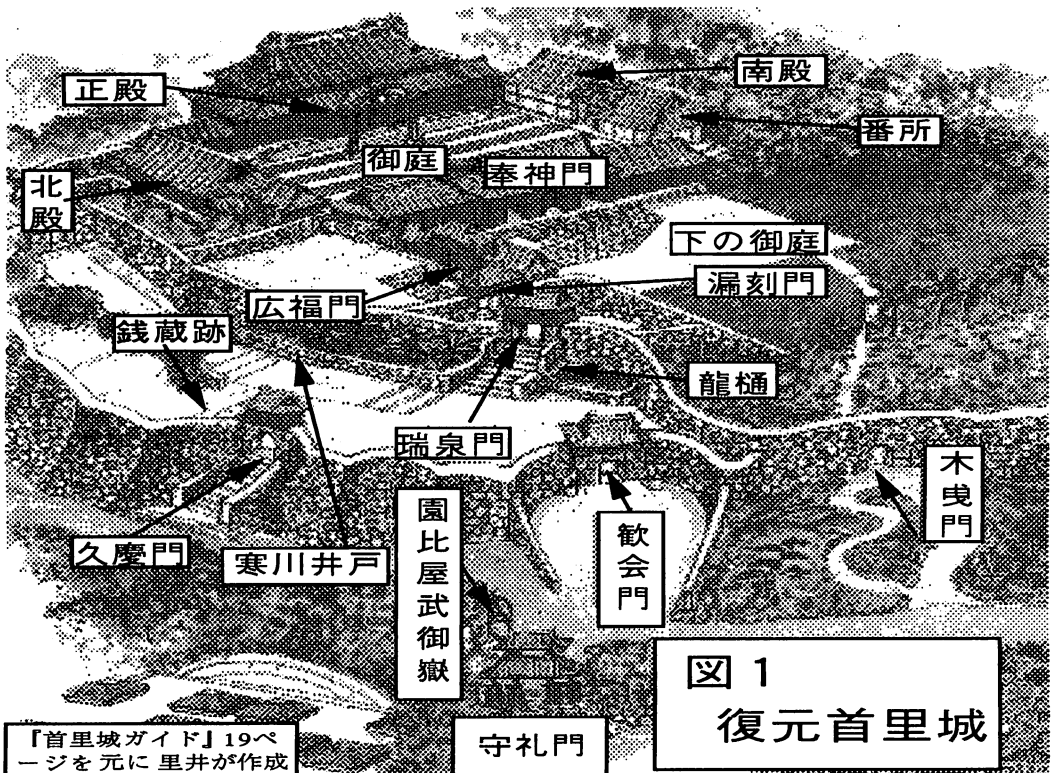 正殿
南殿
番所
北
殿
御庭
奉神門
下の御庭
広福門
漏刻門
銭蔵跡
龍樋
瑞泉門
久慶門
寒川井戸
園比屋武御嶽
歓会門
木曳門
守礼門
図1
復元首里城
『首里城ガイド』19ペ
ージを元に里井が作成